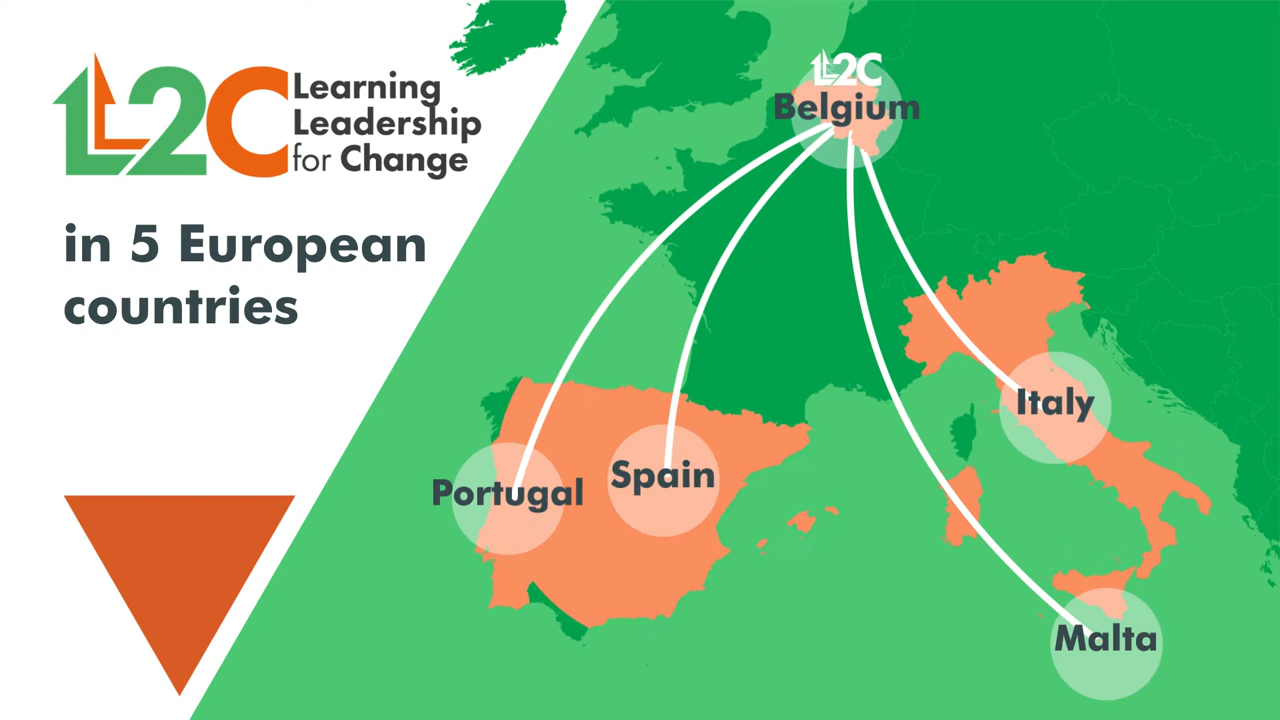 L2C
Learning
Leadership
for Change
in 5 European
countries
L2C
Belgium
Italy
Spain
Portugal
Malta